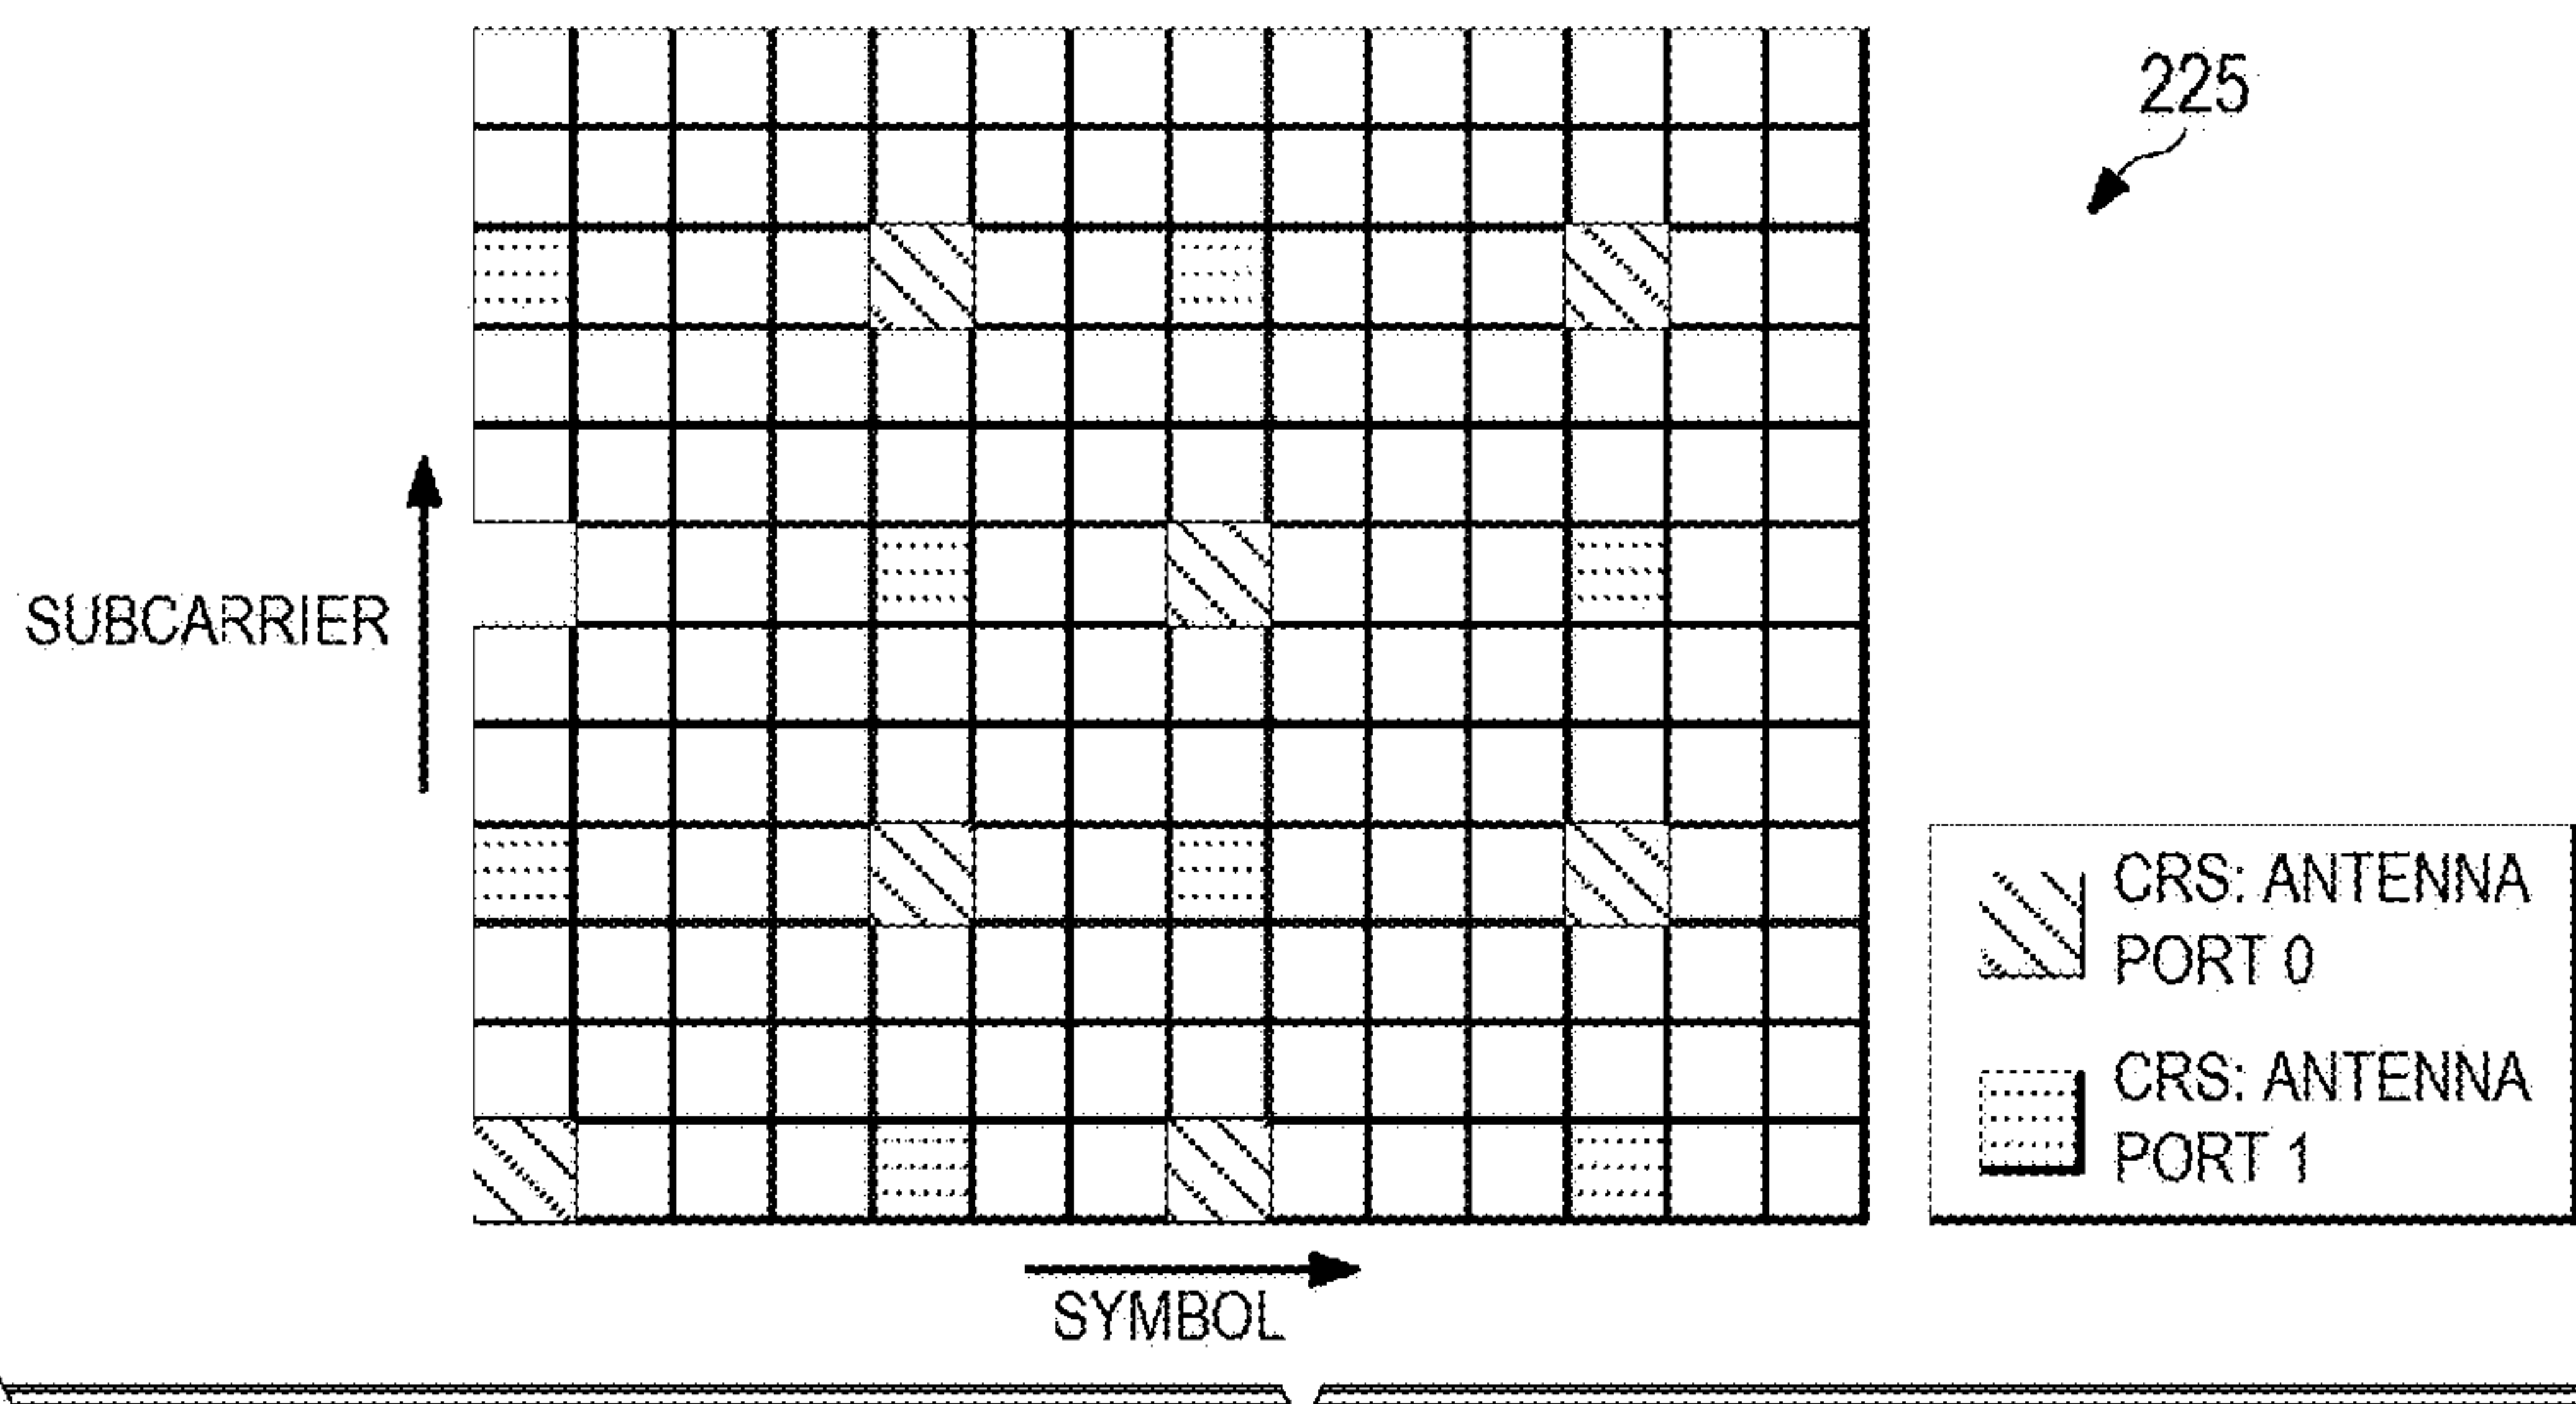 225
SUBCARRIER
CRS: ANTENNA
PORT 0
CRS: ANTENNA
PORT 1
SYMBOL